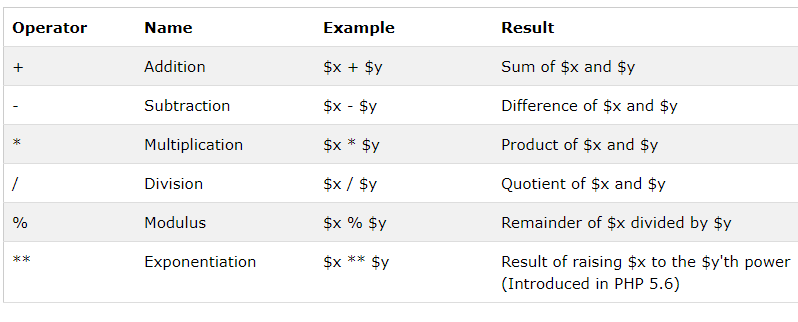 Operator Name Example Result
+ Addition $x + $y Sum of $x and $y
- Subtraction $x - $y Difference of $x and $y
* Multiplication $x * $y Product of $x and $y
/ Division $x / $y Quotient of $x and $y
% Modulus $x % $y Remainder of $x divided by $y
** Exponentiation $x ** $y Result of raising $x to the $y'th power
(Introduced in PHP 5.6)